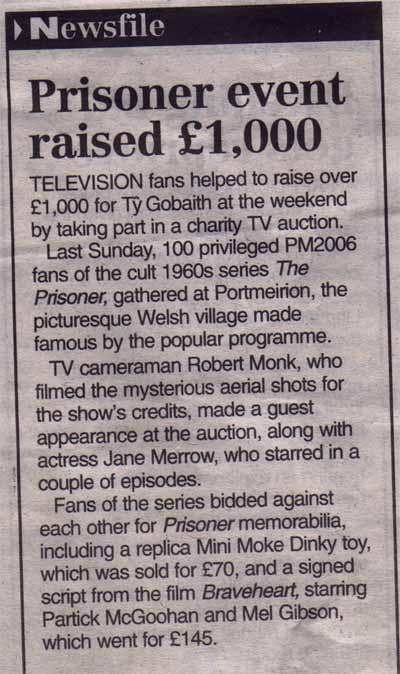 Newsfile
Prisoner event
raised £1,000
TELEVISION fans helped to raise over
£1,000 for Tŷ Gobaith at the weekend
by taking part in a charity TV auction.
Last Sunday, 100 privileged PM2006
fans of the cult 1960s series The
Prisoner, gathered at Portmeirion, the
picturesque Welsh village made
famous by the popular programme.
TV cameraman Robert Monk, who
filmed the mysterious aerial shots for
the show's credits, made a guest
appearance at the auction, along with
actress Jane Merrow, who starred in a
couple of episodes.
Fans of the series bidded against
each other for Prisoner memorabilia,
including a replica Mini Moke Dinky toy,
which was sold for £70, and a signed
script from the film Braveheart, starring
Partick McGoohan and Mel Gibson,
which went for £145.